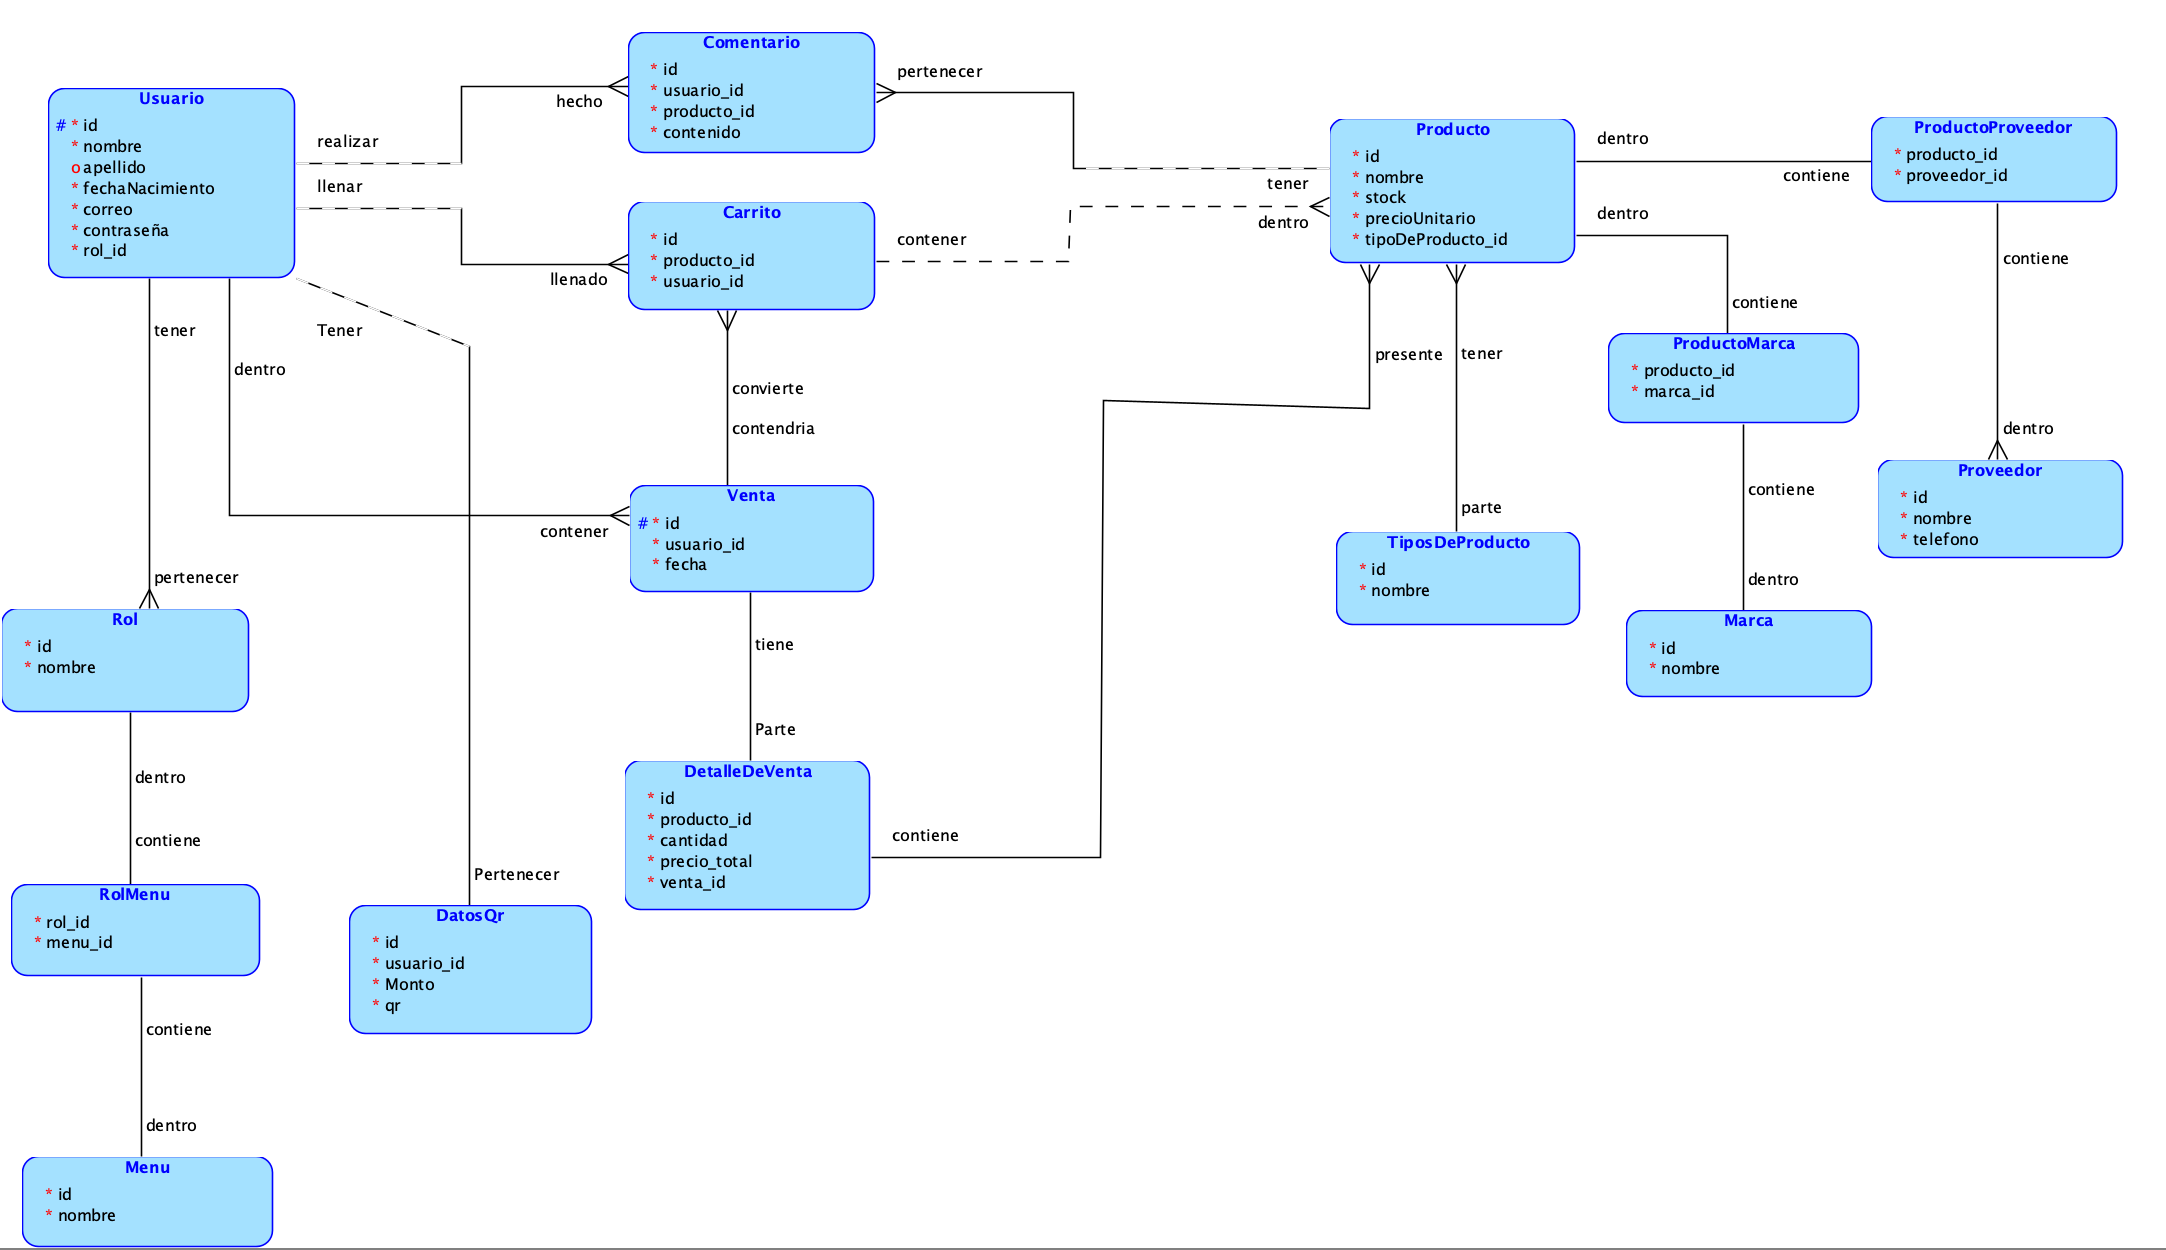 Usuario
# * id
* nombre
o apellido
* fechaNacimiento
* correo
* contraseña
* rol_id
realizar
hecho
llenar
llenado
Tener
Pertenecer
tener
pertenecer
dentro
contener
Comentario
* id
* usuario_id
* producto_id
* contenido
pertenecer
tener
Carrito
* id
* producto_id
* usuario_id
contener
dentro
convierte
contendria
Venta
# * id
* usuario_id
* fecha
tiene
Parte
DetalleDeVenta
* id
* producto_id
* cantidad
* precio_total
* venta_id
contiene
presente
Producto
* id
* nombre
* stock
* precioUnitario
* tipoDeProducto_id
tener
parte
TiposDeProducto
* id
* nombre
dentro
contiene
ProductoProveedor
* producto_id
* proveedor_id
contiene
dentro
Proveedor
* id
* nombre
* telefono
dentro
contiene
ProductoMarca
* producto_id
* marca_id
contiene
dentro
Marca
* id
* nombre
Rol
* id
* nombre
dentro
contiene
RolMenu
* rol_id
* menu_id
contiene
dentro
Menu
* id
* nombre
DatosQr
* id
* usuario_id
* Monto
* qr